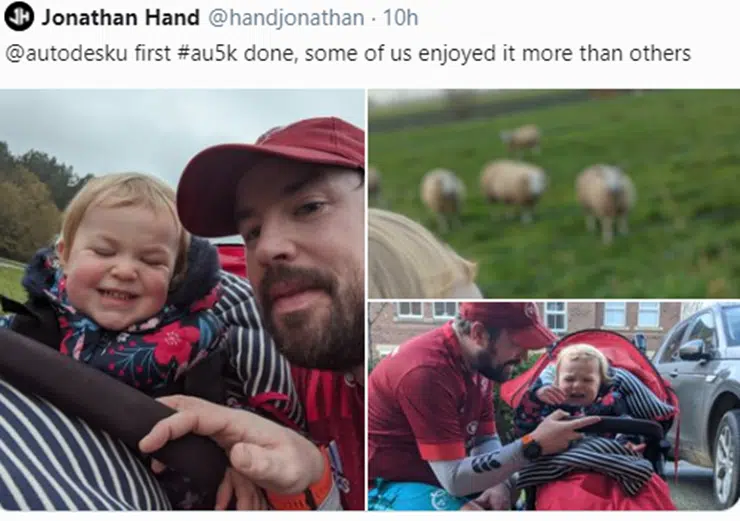 JH Jonathan Hand @handjonathan · 10h
@autodesku first #au5k done, some of us enjoyed it more than others